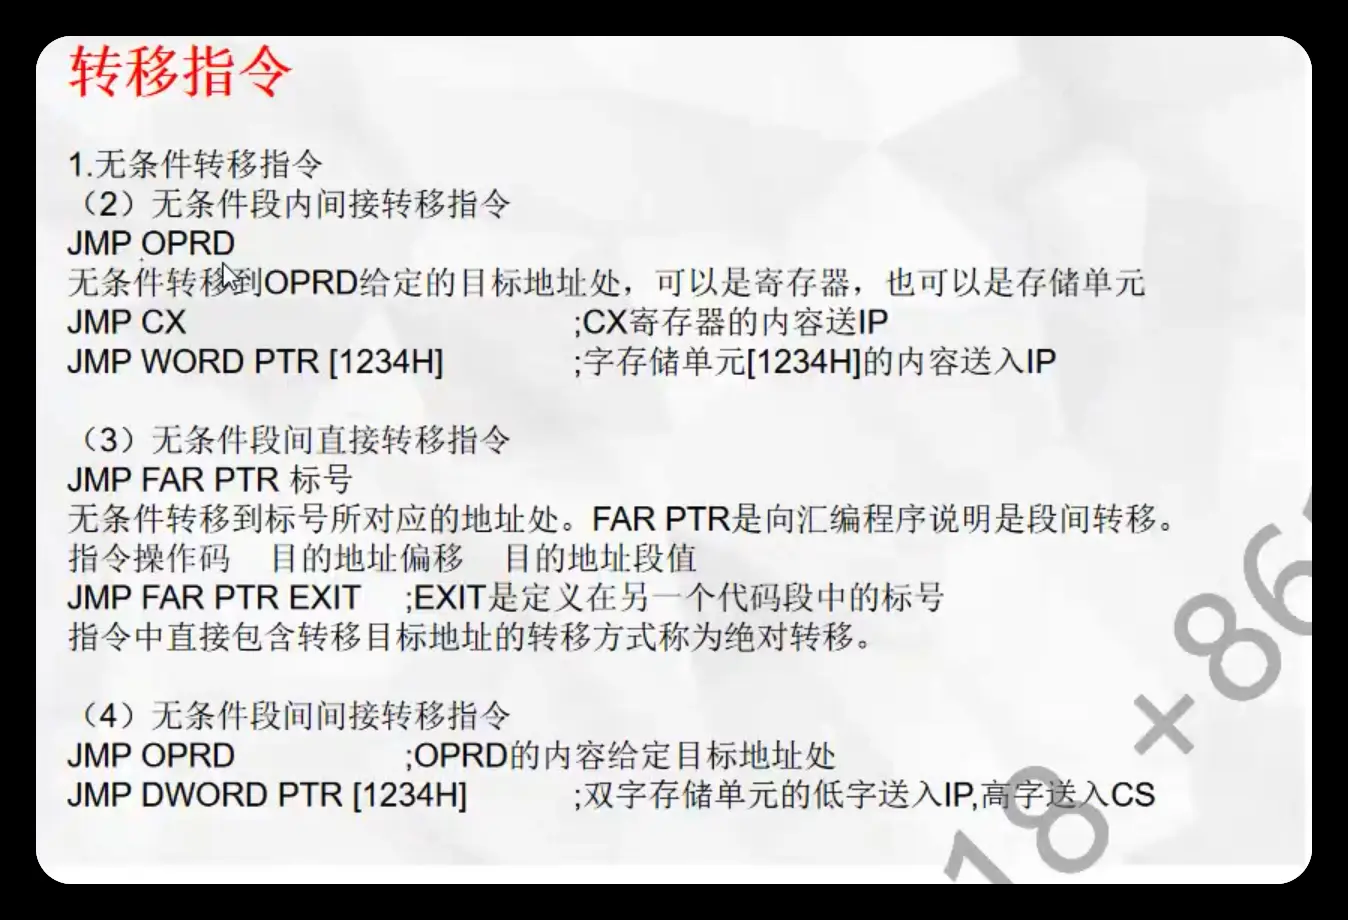 转移指令
1.无条件转移指令
（2）无条件段内间接转移指令
JMP OPRD
无条件转移到OPRD给定的目标地址处，可以是寄存器，也可以是存储单元
JMP CX ;CX寄存器的内容送IP
JMP WORD PTR [1234H] ;字存储单元[1234H]的内容送入IP
（3）无条件段间直接转移指令
JMP FAR PTR 标号
无条件转移到标号所对应的地址处。FAR PTR是向汇编程序说明是段间转移。
指令操作码 目的地址偏移 目的地址段值
JMP FAR PTR EXIT ;EXIT是定义在另一个代码段中的标号
指令中直接包含转移目标地址的转移方式称为绝对转移。
（4）无条件段间间接转移指令
JMP OPRD ;OPRD的内容给定目标地址处
JMP DWORD PTR [1234H] ;双字存储单元的低字送入IP,高字送入CS
18 +86